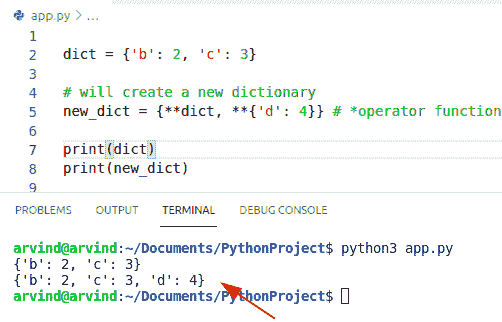 app.py > ...
1
2 dict = {'b': 2, 'c': 3}
3
4 # will create a new dictionary
5 new_dict = {**dict, **{'d': 4}} # *operator function
6
7 print(dict)
8 print(new_dict)
9
PROBLEMS OUTPUT TERMINAL DEBUG CONSOLE
arvind@arvind:~/Documents/PythonProject$ python3 app.py
{'b': 2, 'c': 3}
{'b': 2, 'c': 3, 'd': 4}
arvind@arvind:~/Documents/PythonProject$